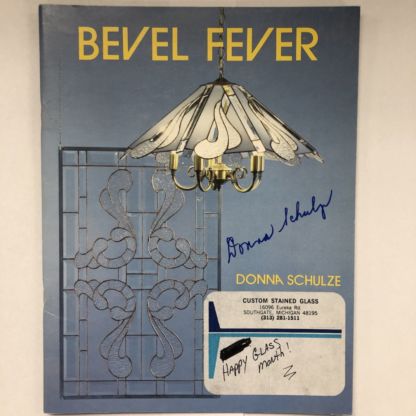 BEVEL FEVER
Donna Schulze
DONNA SCHULZE
CUSTOM STAINED GLASS
16096 Eureka Rd.
SOUTHGATE, MICHIGAN 48195
(313) 281-1511
HAPPY GLASS
month!